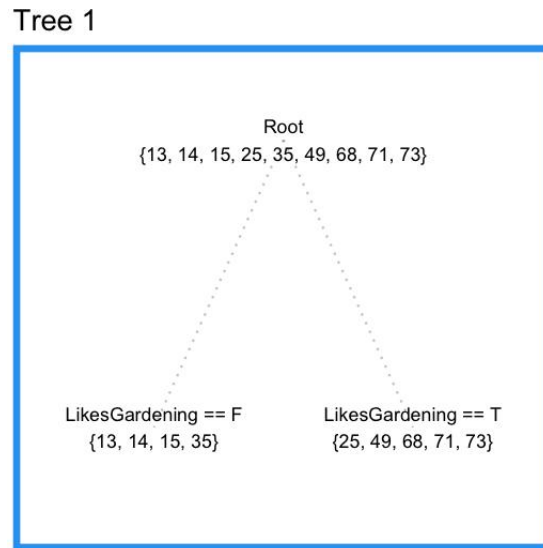 Tree 1
Root
{13, 14, 15, 25, 35, 49, 68, 71, 73}
LikesGardening == F
{13, 14, 15, 35}
LikesGardening == T
{25, 49, 68, 71, 73}